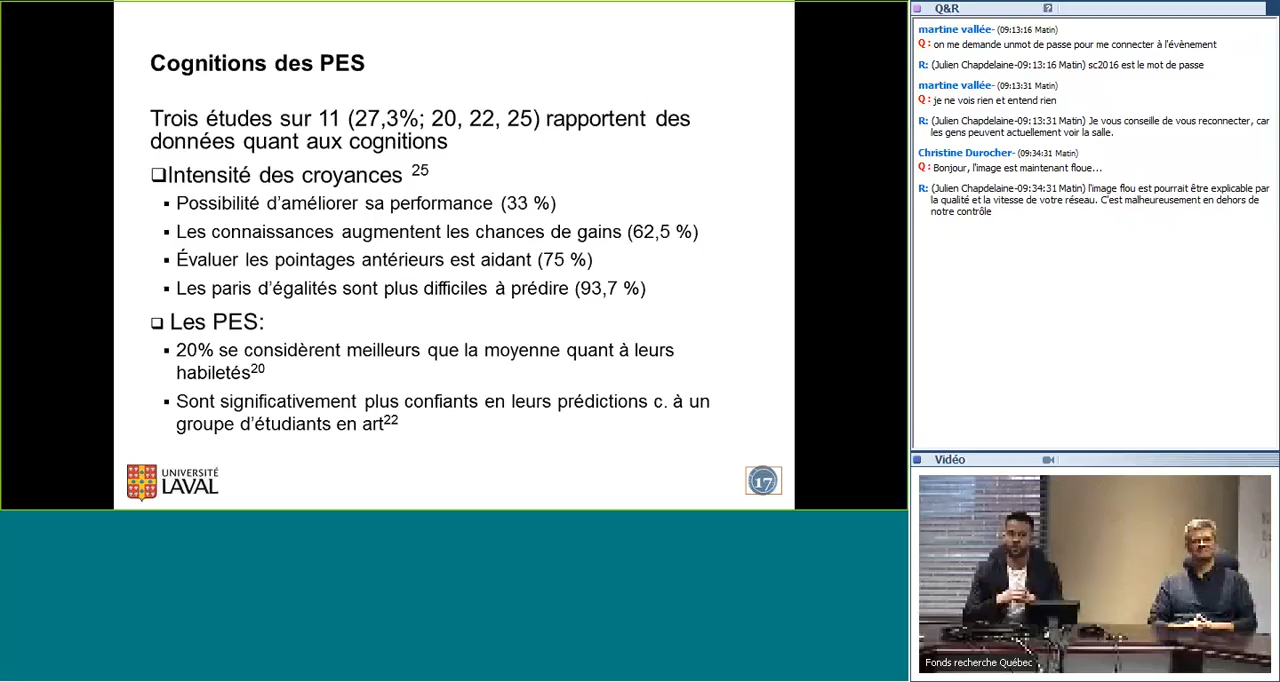 Cognitions des PES
Trois études sur 11 (27,3%; 20, 22, 25) rapportent des
données quant aux cognitions
❑Intensité des croyances 25
▪ Possibilité d'améliorer sa performance (33 %)
▪ Les connaissances augmentent les chances de gains (62,5 %)
▪ Évaluer les pointages antérieurs est aidant (75 %)
▪ Les paris d'égalités sont plus difficiles à prédire (93,7 %)
❑ Les PES:
▪ 20% se considèrent meilleurs que la moyenne quant à leurs
habiletés20
▪ Sont significativement plus confiants en leurs prédictions c. à un
groupe d'étudiants en art22
UNIVERSITÉ
LAVAL
17
Q&R
martine vallée- (09:13:16 Matin)
Q : on me demande unmot de passe pour me connecter à l'évènement
R: (Julien Chapdelaine-09:13:16 Matin) sc2016 est le mot de passe
martine vallée- (09:13:31 Matin)
Q : je ne vois rien et entend rien
R: (Julien Chapdelaine-09:13:31 Matin) Je vous conseille de vous reconnecter, car
les gens peuvent actuellement voir la salle.
Christine Durocher- (09:34:31 Matin)
Q : Bonjour, l'image est maintenant floue...
R: (Julien Chapdelaine-09:34:31 Matin) l'image flou est pourrait être explicable par
la qualité et la vitesse de votre réseau. C'est malheureusement en dehors de
notre contrôle
Vidéo
Fonds recherche Québec